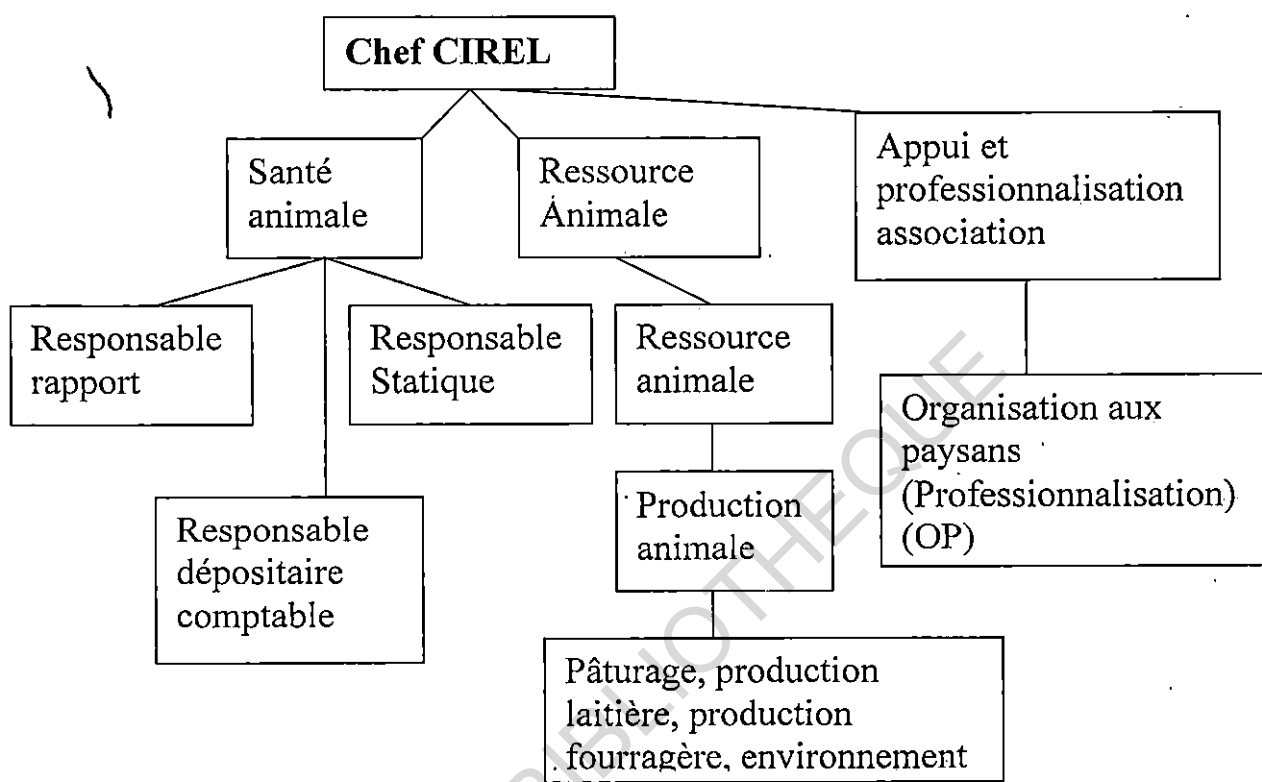 Chef CIREL
Santé
animale
Ressource
Animale
Appui et
professionnalisation
association
Responsable
rapport
Responsable
Statique
Ressource
animale
Organisation aux
paysans
(Professionnalisation)
(OP)
Responsable
dépositaire
comptable
Production
animale
Pâturage, production
laitière, production
fourragère, environnement
BIBLIOTHEQUE